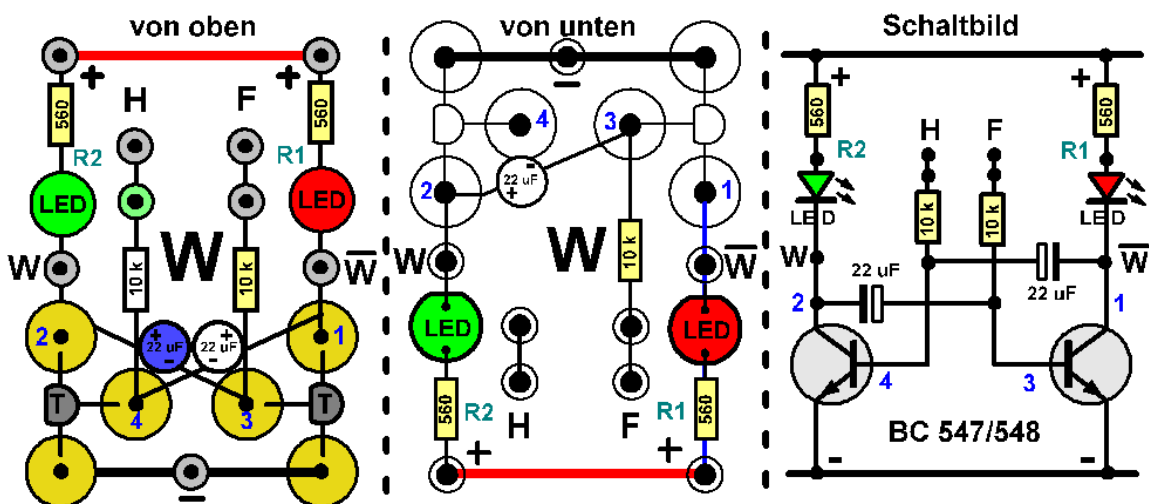 von oben
+ +
560 H F 560
R2 R1
LED LED
W W W
10 k 10 k
2 + 22 uF - + 22 uF - 1
T 4 3 T
-
von unten
-
4 3
2 - 22 uF + 1
W W W
10 k
LED LED
560 R2 H F R1 560
+ +
Schaltbild
+ +
560 H F 560
R2 R1
10 k 10 k
LED LED
W W
22 uF 22 uF
2 1
4 3
BC 547/548
- -